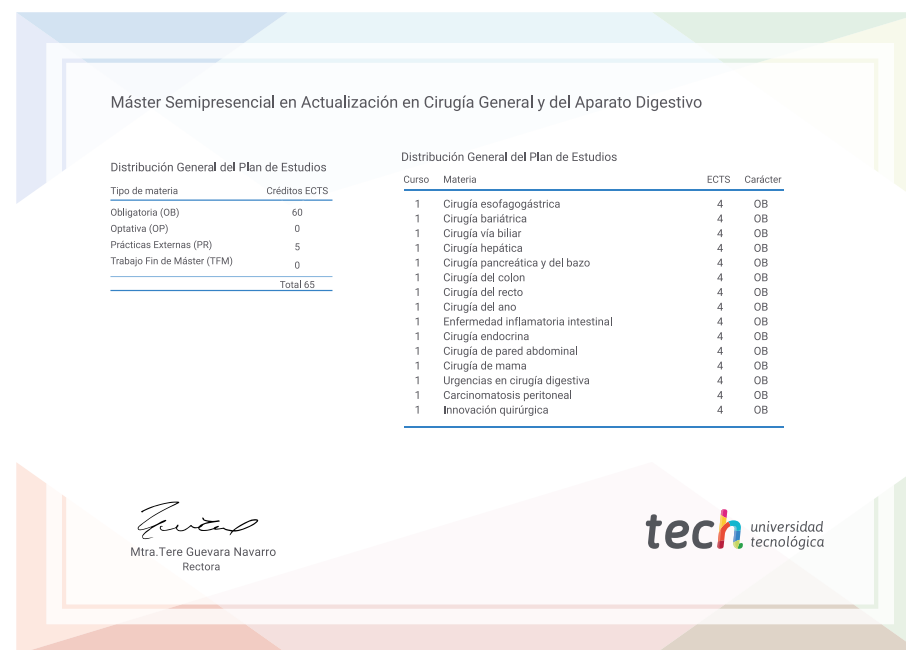 Máster Semipresencial en Actualización en Cirugía General y del Aparato Digestivo
Distribución General del Plan de Estudios
Tipo de materia Créditos ECTS
Obligatoria (OB) 60
Optativa (OP) 0
Prácticas Externas (PR) 5
Trabajo Fin de Máster (TFM) 0
Total 65
Distribución General del Plan de Estudios
Curso Materia ECTS Carácter
1 Cirugía esofagogástrica 4 OB
1 Cirugía bariátrica 4 OB
1 Cirugía vía biliar 4 OB
1 Cirugía hepática 4 OB
1 Cirugía pancreática y del bazo 4 OB
1 Cirugía del colon 4 OB
1 Cirugía del recto 4 OB
1 Cirugía del ano 4 OB
1 Enfermedad inflamatoria intestinal 4 OB
1 Cirugía endocrina 4 OB
1 Cirugía de pared abdominal 4 OB
1 Cirugía de mama 4 OB
1 Urgencias en cirugía digestiva 4 OB
1 Carcinomatosis peritoneal 4 OB
1 Innovación quirúrgica 4 OB
Mtra.Tere Guevara Navarro
Rectora
tech universidad
tecnológica